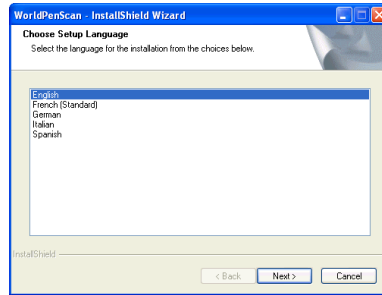 WorldPenScan - InstallShield Wizard
Choose Setup Language
Select the language for the installation from the choices below.
English
French (Standard)
German
Italian
Spanish
InstallShield
< Back Next > Cancel